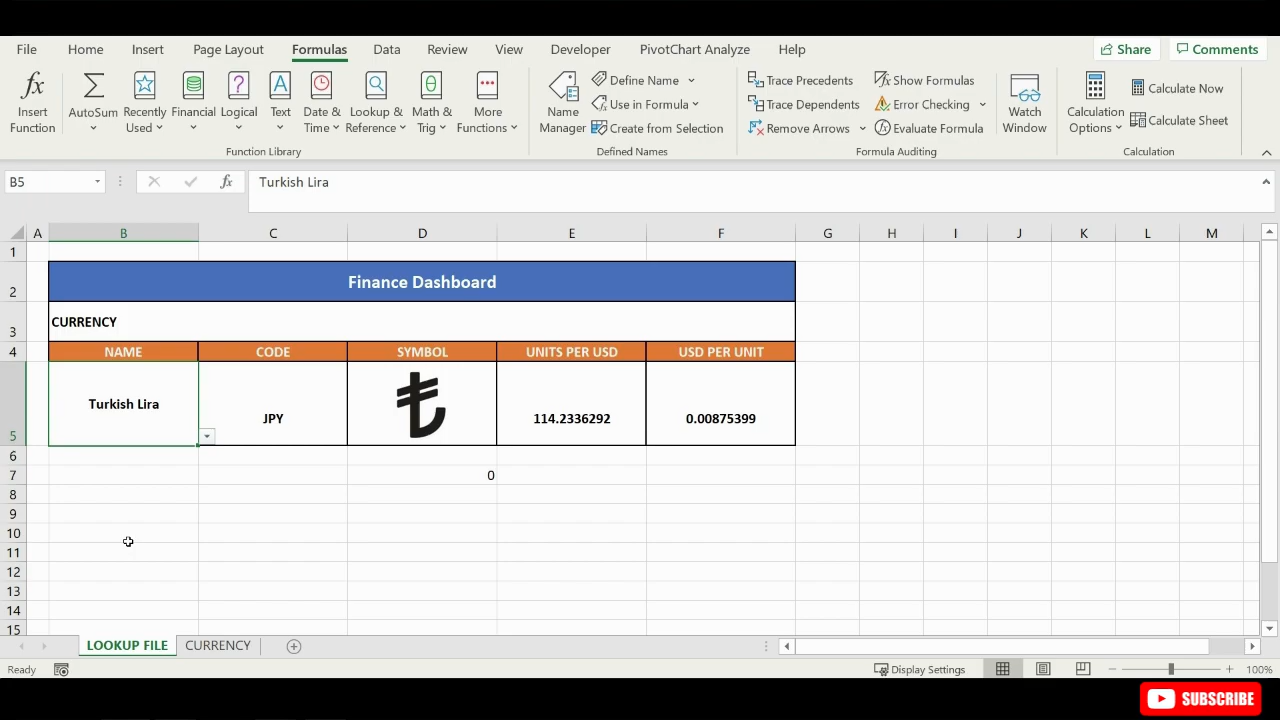 File Home Insert Page Layout Formulas Data Review View Developer PivotChart Analyze Help Share Comments
Insert Function
AutoSum
Recently Used
Financial
Logical
Text
Date & Time
Lookup & Reference
Math & Trig
More Functions
Function Library
Name Manager
Define Name
Use in Formula
Create from Selection
Defined Names
Trace Precedents
Trace Dependents
Remove Arrows
Show Formulas
Error Checking
Evaluate Formula
Formula Auditing
Watch Window
Calculation Options
Calculate Now
Calculate Sheet
Calculation
B5 fx Turkish Lira
A B C D E F G H I J K L M
1
2 Finance Dashboard
3 CURRENCY
4 NAME CODE SYMBOL UNITS PER USD USD PER UNIT
5 Turkish Lira JPY ₺ 114.2336292 0.00875399
6
7 0
8
9
10
11
12
13
14
15
LOOKUP FILE CURRENCY
Ready Display Settings 100%
SUBSCRIBE